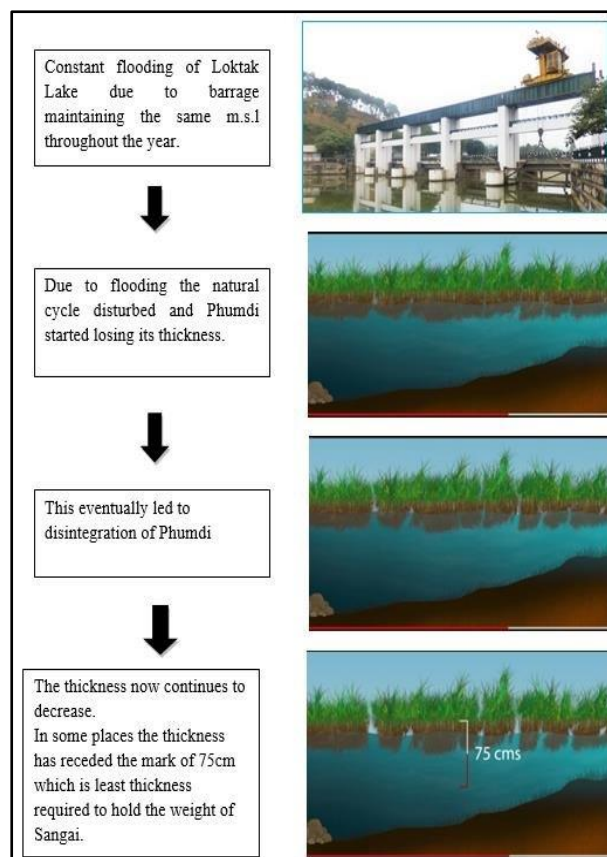 Constant flooding of Loktak
Lake due to barrage
maintaining the same m.s.l
throughout the year.
Due to flooding the natural
cycle disturbed and Phumdi
started losing its thickness.
This eventually led to
disintegration of Phumdi
The thickness now continues to
decrease.
In some places the thickness
has receded the mark of 75cm
which is least thickness
required to hold the weight of
Sangai.
75 cms